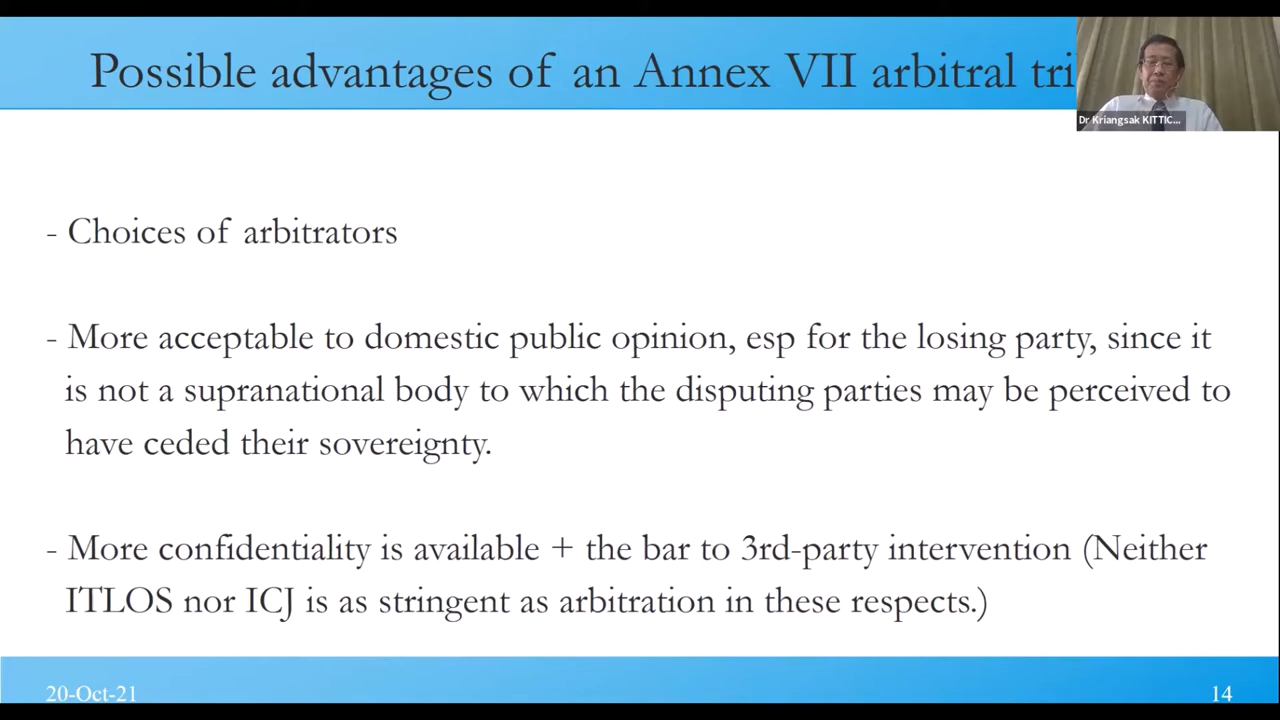 Possible advantages of an Annex VII arbitral tri
Dr Kriangsak KITTIC...
- Choices of arbitrators
- More acceptable to domestic public opinion, esp for the losing party, since it
is not a supranational body to which the disputing parties may be perceived to
have ceded their sovereignty.
- More confidentiality is available + the bar to 3rd-party intervention (Neither
ITLOS nor ICJ is as stringent as arbitration in these respects.)
20-Oct-21
14